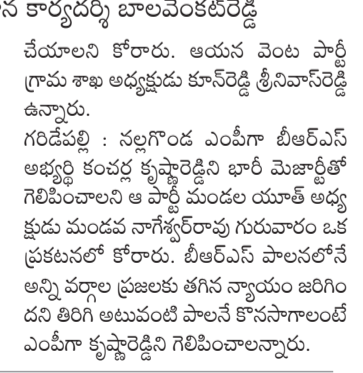 న కార్యదర్శి బాలవెంకట్‌రెడ్డి
చేయాలని కోరారు. ఆయన వెంట పార్టీ
గ్రామ శాఖ అధ్యక్షుడు కూన్‌రెడ్డి శ్రీనివాస్‌రెడ్డి
ఉన్నారు.
గరిడేపల్లి : నల్లగొండ ఎంపీగా బీఆర్ఎస్
అభ్యర్థి కంచర్ల కృష్ణారెడ్డిని భారీ మెజార్టీతో
గెలిపించాలని ఆ పార్టీ మండల యూత్ అధ్య
క్షుడు మండవ నాగేశ్వర్‌రావు గురువారం ఒక
ప్రకటనలో కోరారు. బీఆర్ఎస్ పాలనలోనే
అన్ని వర్గాల ప్రజలకు తగిన న్యాయం జరిగిం
దని తిరిగి అటువంటి పాలనే కొనసాగాలంటే
ఎంపీగా కృష్ణారెడ్డిని గెలిపించాలన్నారు.